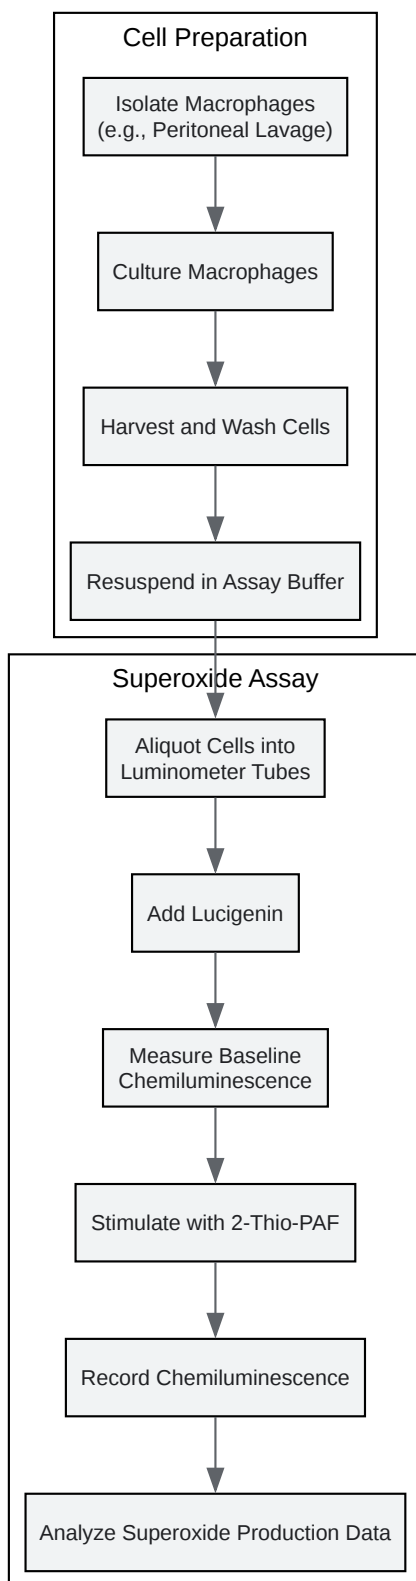 Cell Preparation
Isolate Macrophages
(e.g., Peritoneal Lavage)
Culture Macrophages
Harvest and Wash Cells
Resuspend in Assay Buffer
Superoxide Assay
Aliquot Cells into
Luminometer Tubes
Add Lucigenin
Measure Baseline
Chemiluminescence
Stimulate with 2-Thio-PAF
Record Chemiluminescence
Analyze Superoxide Production Data